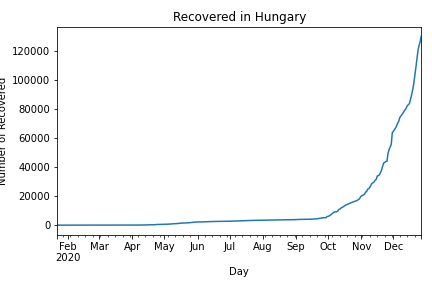 Recovered in Hungary
Number of Recovered
120000
100000
80000
60000
40000
20000
0
Feb Mar Apr May Jun Jul Aug Sep Oct Nov Dec
2020
Day